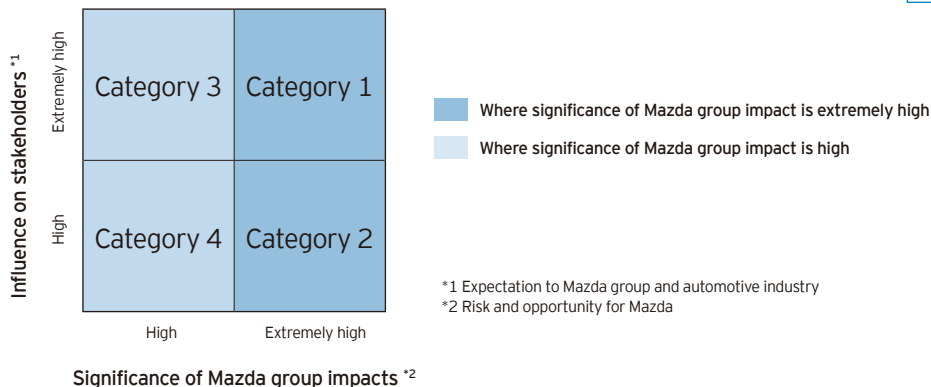 Influence on stakeholders *1
Extremely high
High
Category 3
Category 1
Category 4
Category 2
High
Extremely high
Significance of Mazda group impacts *2
Where significance of Mazda group impact is extremely high
Where significance of Mazda group impact is high
*1 Expectation to Mazda group and automotive industry
*2 Risk and opportunity for Mazda